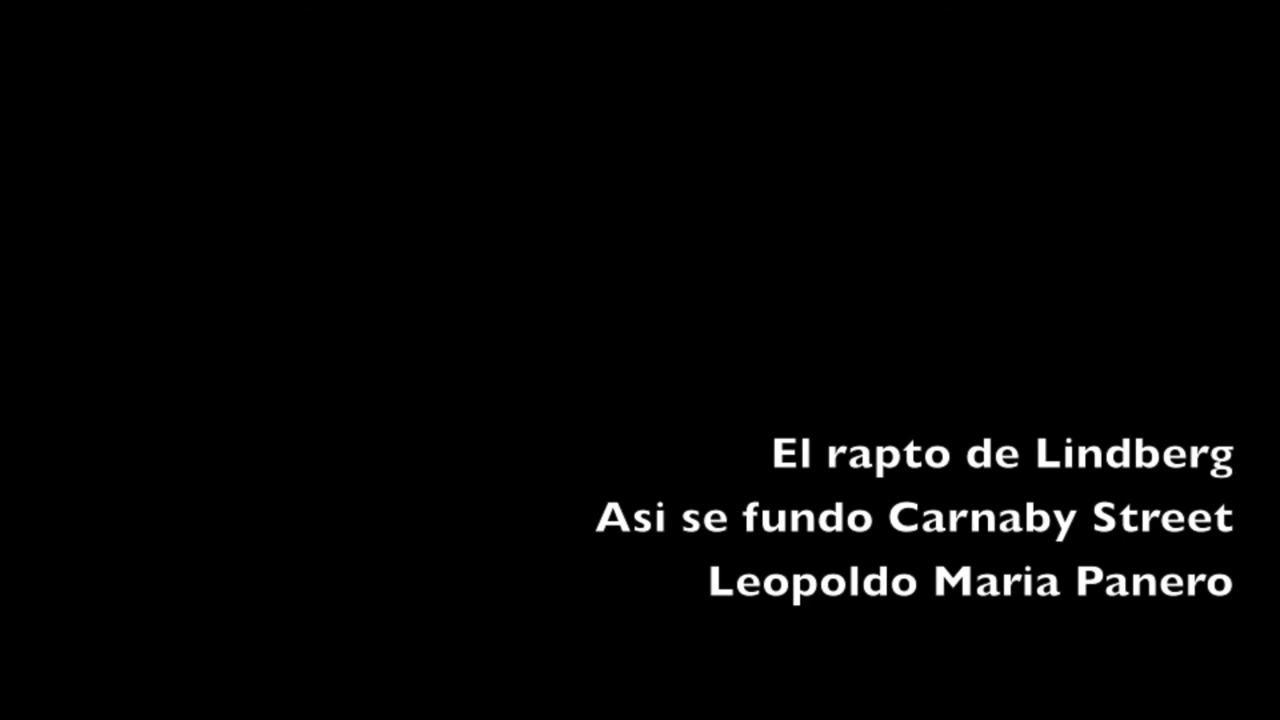 El rapto de Lindberg
Asi se fundo Carnaby Street
Leopoldo Maria Panero